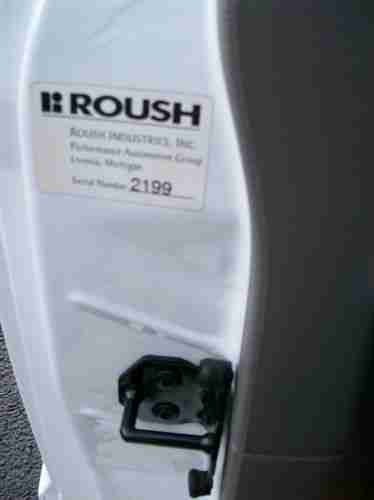 ROUSH
ROUSH INDUSTRIES, INC.
Performance Automotive Group
Livonia, Michigan
Serial Number 2199